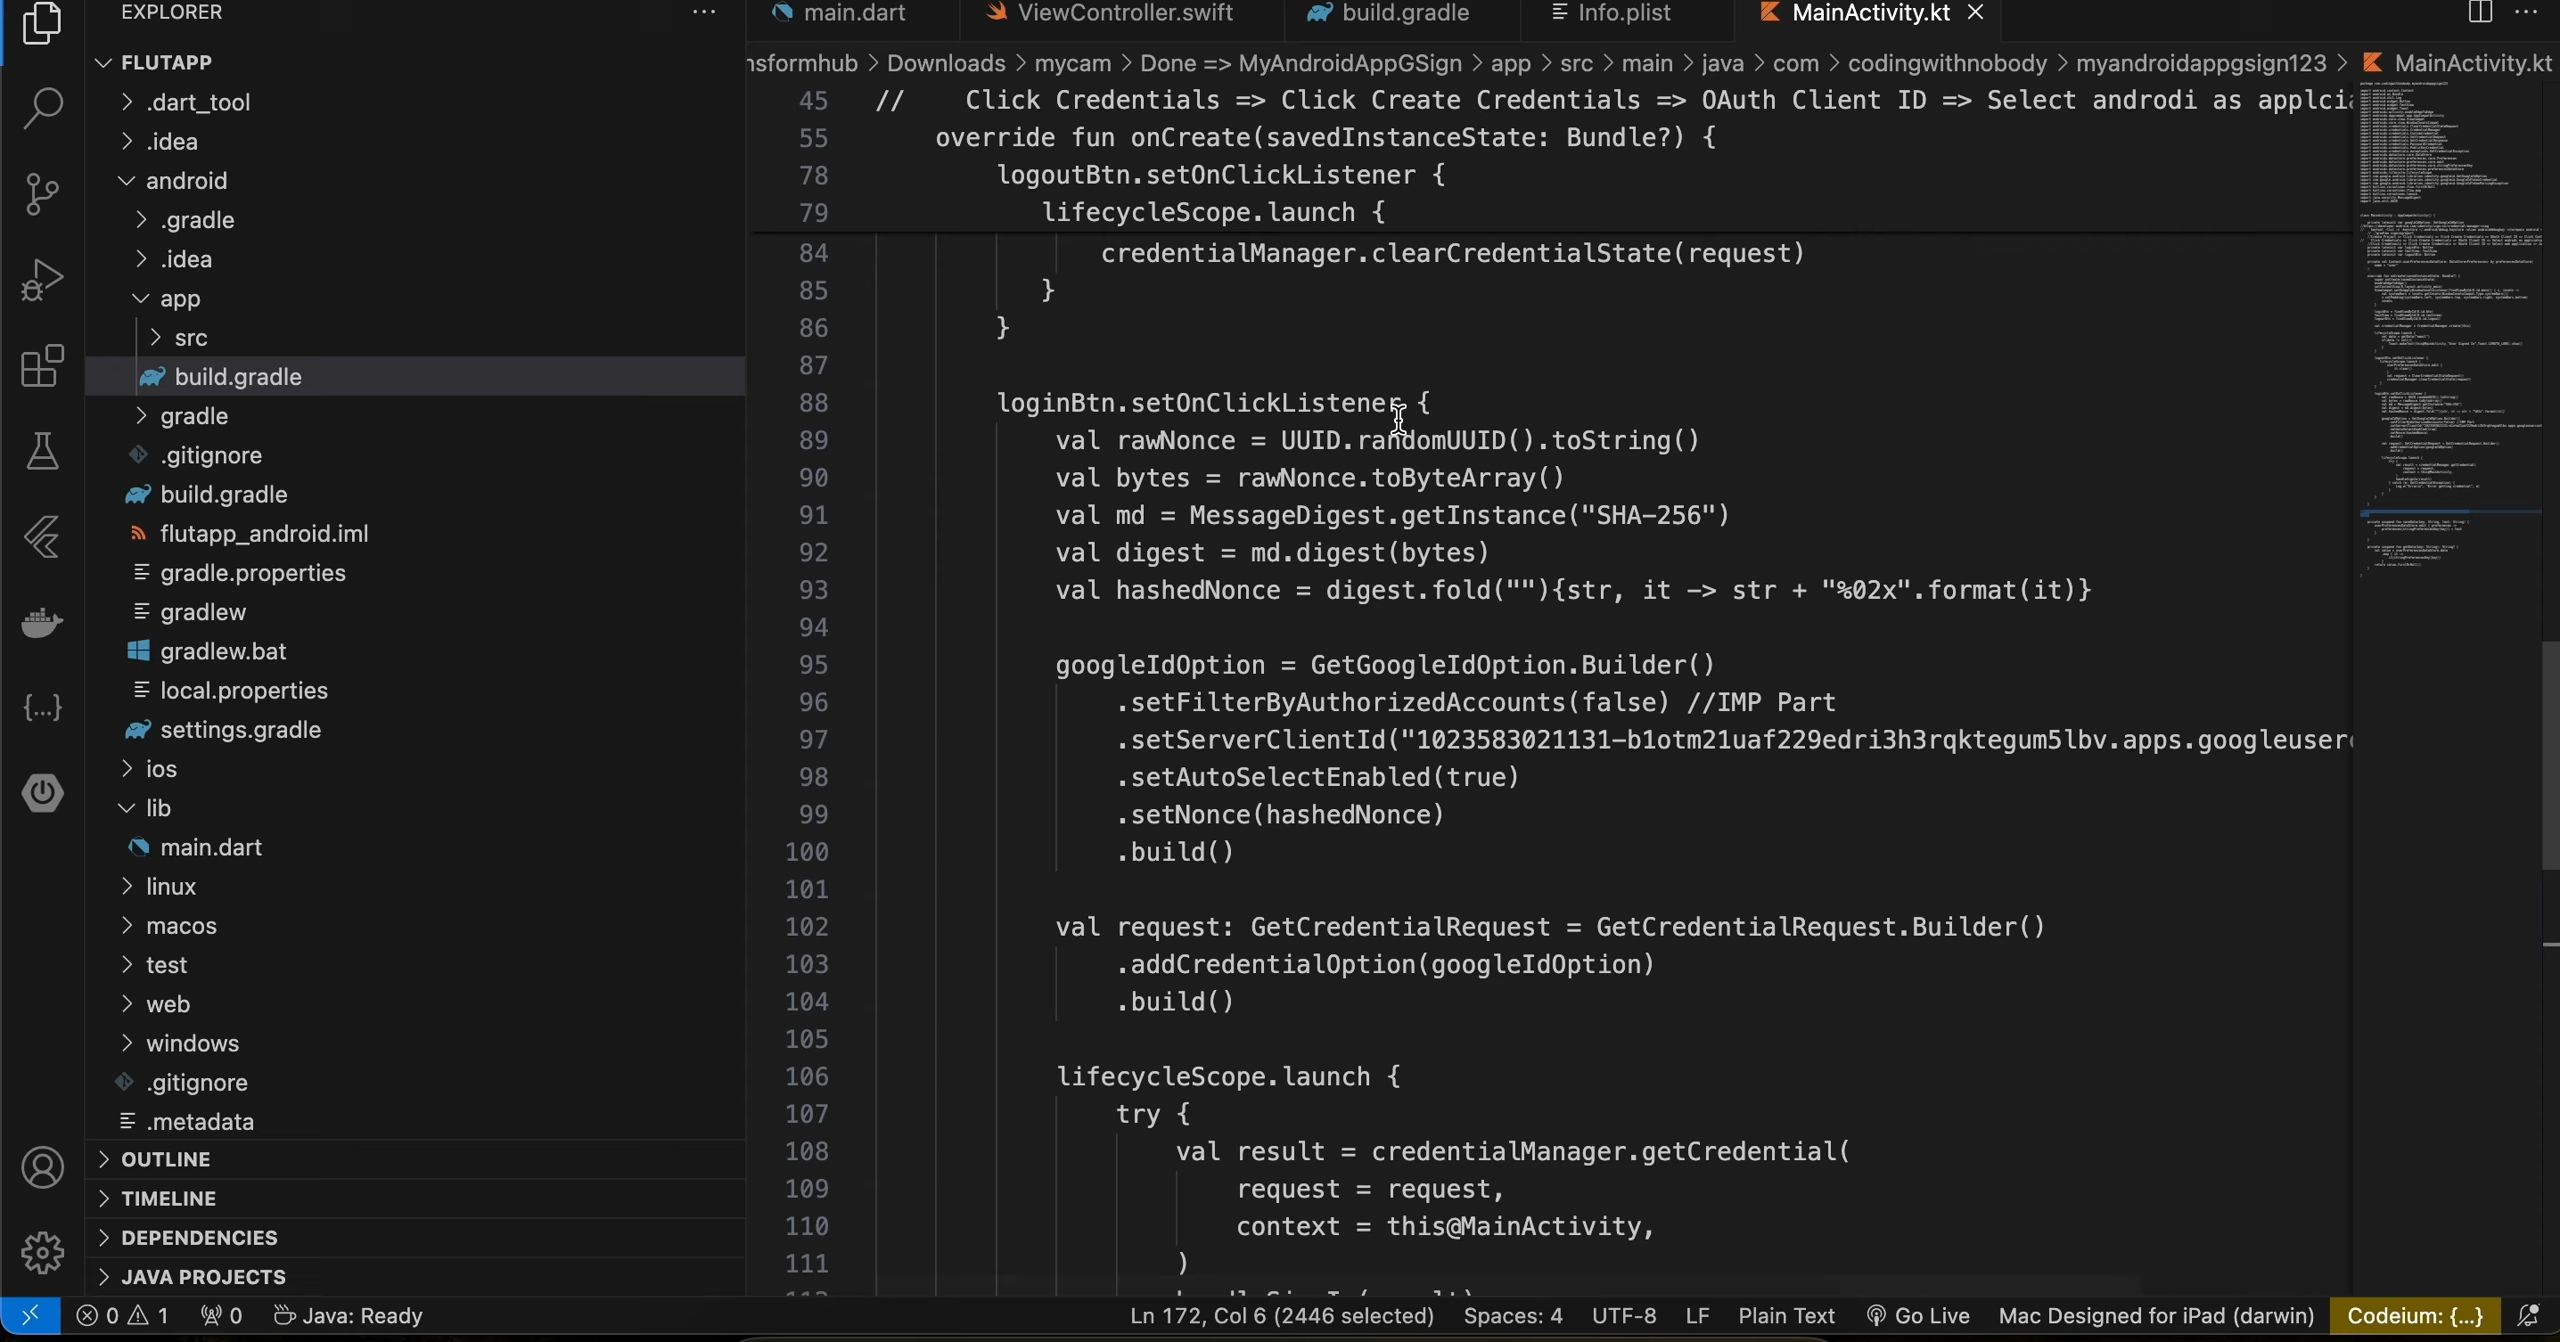 EXPLORER
...
main.dart
ViewController.swift
build.gradle
Info.plist
MainActivity.kt
nsformhub > Downloads > mycam > Done => MyAndroidAppGSign > app > src > main > java > com > codingwithnobody > myandroidappgsign123 > MainActivity.kt
FLUTAPP
.dart_tool
.idea
android
.gradle
.idea
app
src
build.gradle
gradle
.gitignore
build.gradle
flutapp_android.iml
gradle.properties
gradlew
gradlew.bat
local.properties
settings.gradle
ios
lib
main.dart
linux
macos
test
web
windows
.gitignore
.metadata
OUTLINE
TIMELINE
DEPENDENCIES
JAVA PROJECTS
45 // Click Credentials => Click Create Credentials => OAuth Client ID => Select androdi as applcia
55 override fun onCreate(savedInstanceState: Bundle?) {
78 logoutBtn.setOnClickListener {
79 lifecycleScope.launch {
84 credentialManager.clearCredentialState(request)
85 }
86 }
87
88 loginBtn.setOnClickListener {
89 val rawNonce = UUID.randomUUID().toString()
90 val bytes = rawNonce.toByteArray()
91 val md = MessageDigest.getInstance("SHA-256")
92 val digest = md.digest(bytes)
93 val hashedNonce = digest.fold(""){str, it -> str + "%02x".format(it)}
94
95 googleIdOption = GetGoogleIdOption.Builder()
96 .setFilterByAuthorizedAccounts(false) //IMP Part
97 .setServerClientId("1023583021131-b1otm21uaf229edri3h3rqktegum5lbv.apps.googleuser
98 .setAutoSelectEnabled(true)
99 .setNonce(hashedNonce)
100 .build()
101
102 val request: GetCredentialRequest = GetCredentialRequest.Builder()
103 .addCredentialOption(googleIdOption)
104 .build()
105
106 lifecycleScope.launch {
107 try {
108 val result = credentialManager.getCredential(
109 request = request,
110 context = this@MainActivity,
111 )
0 1 0 Java: Ready Ln 172, Col 6 (2446 selected) Spaces: 4 UTF-8 LF Plain Text Go Live Mac Designed for iPad (darwin) Codeium: {...}